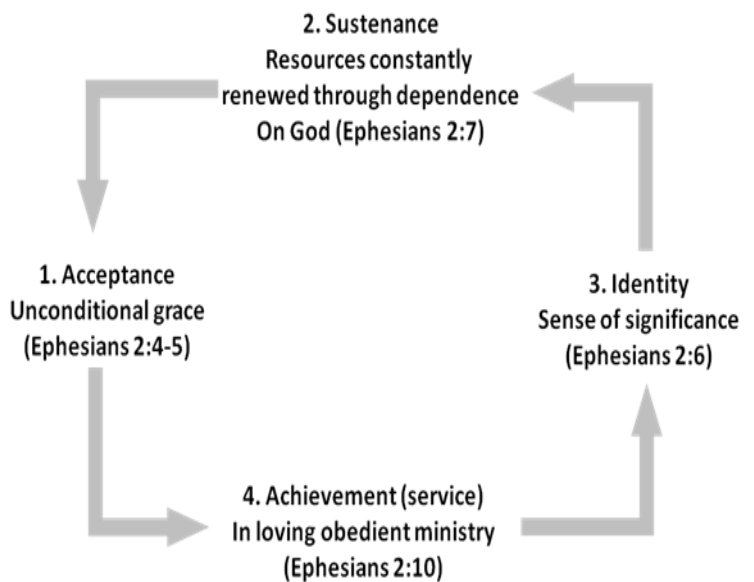 2. Sustenance
Resources constantly
renewed through dependence
On God (Ephesians 2:7)
1. Acceptance
Unconditional grace
(Ephesians 2:4-5)
3. Identity
Sense of significance
(Ephesians 2:6)
4. Achievement (service)
In loving obedient ministry
(Ephesians 2:10)